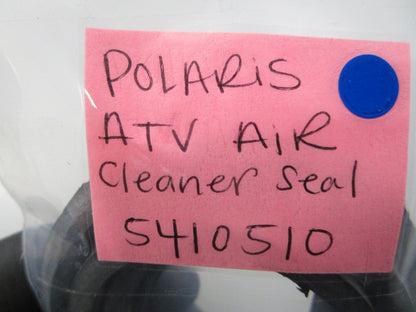 POLARIS
ATV AIR
Cleaner seal
5410510